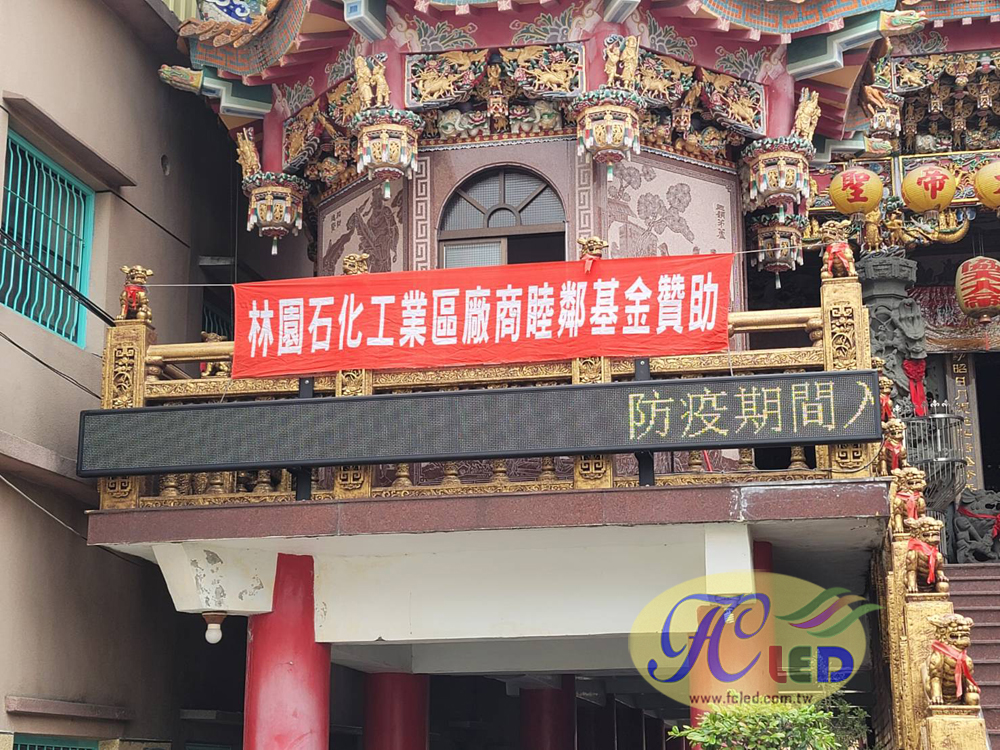 聖
帝
林園石化工業區廠商睦鄰基金贊助
防疫期間入
FC LED
www.fcled.com.tw